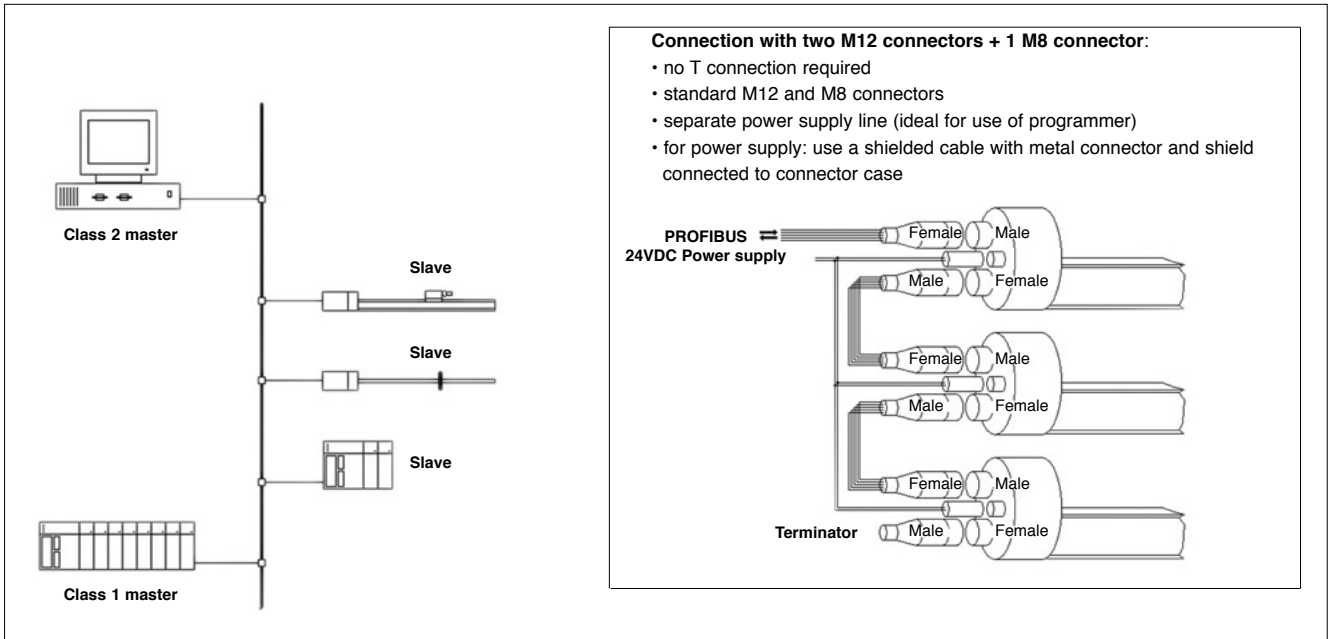 Class 2 master
Slave
Slave
Slave
Class 1 master
Connection with two M12 connectors + 1 M8 connector:
• no T connection required
• standard M12 and M8 connectors
• separate power supply line (ideal for use of programmer)
• for power supply: use a shielded cable with metal connector and shield
connected to connector case
PROFIBUS
24VDC Power supply
Female Male
Male Female
Female Male
Male Female
Female Male
Terminator Male Female